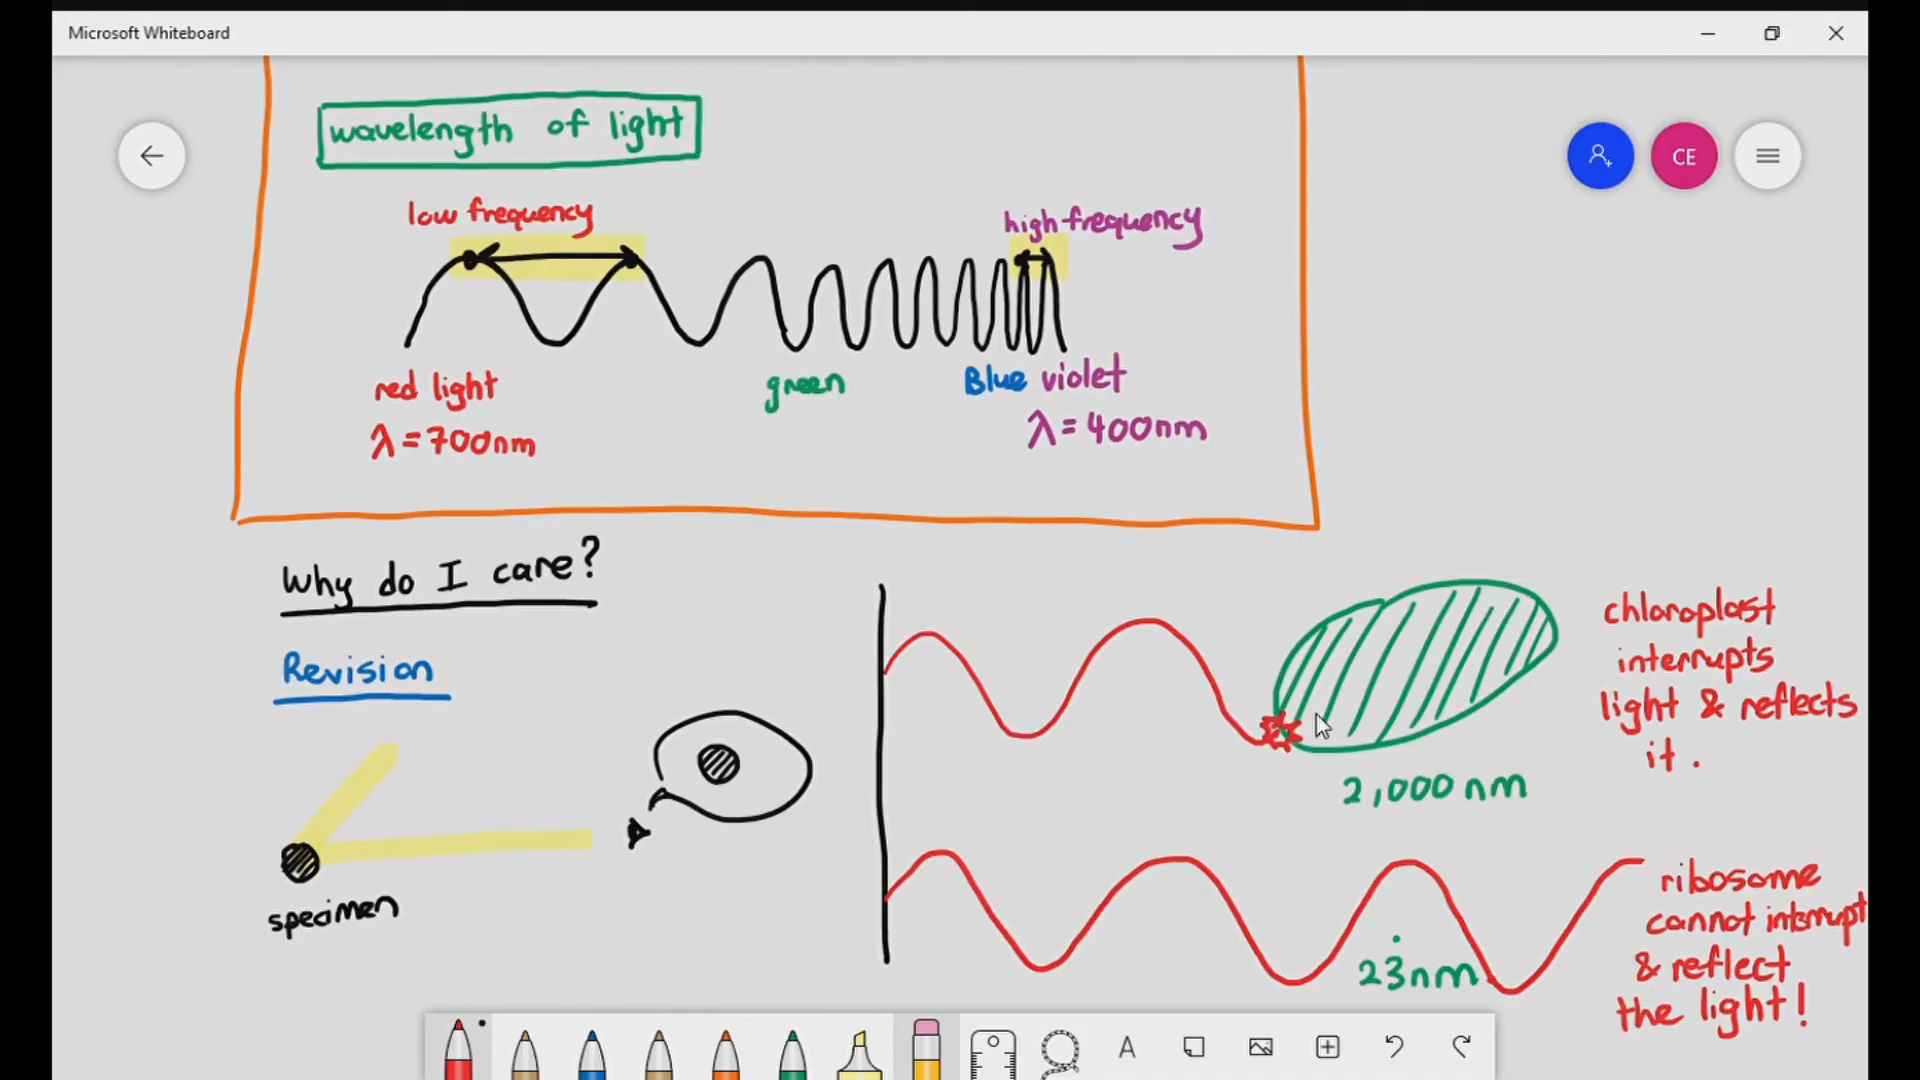 Microsoft Whiteboard
wavelength of light
low frequency
high frequency
CE
red light
green
Blue violet
λ = 700nm
λ = 400nm
Why do I care?
Revision
specimen
chloroplast
interrupts
light & reflects
it.
2,000 nm
ribosome
cannot interrupt
& reflect
the light!
23nm
A